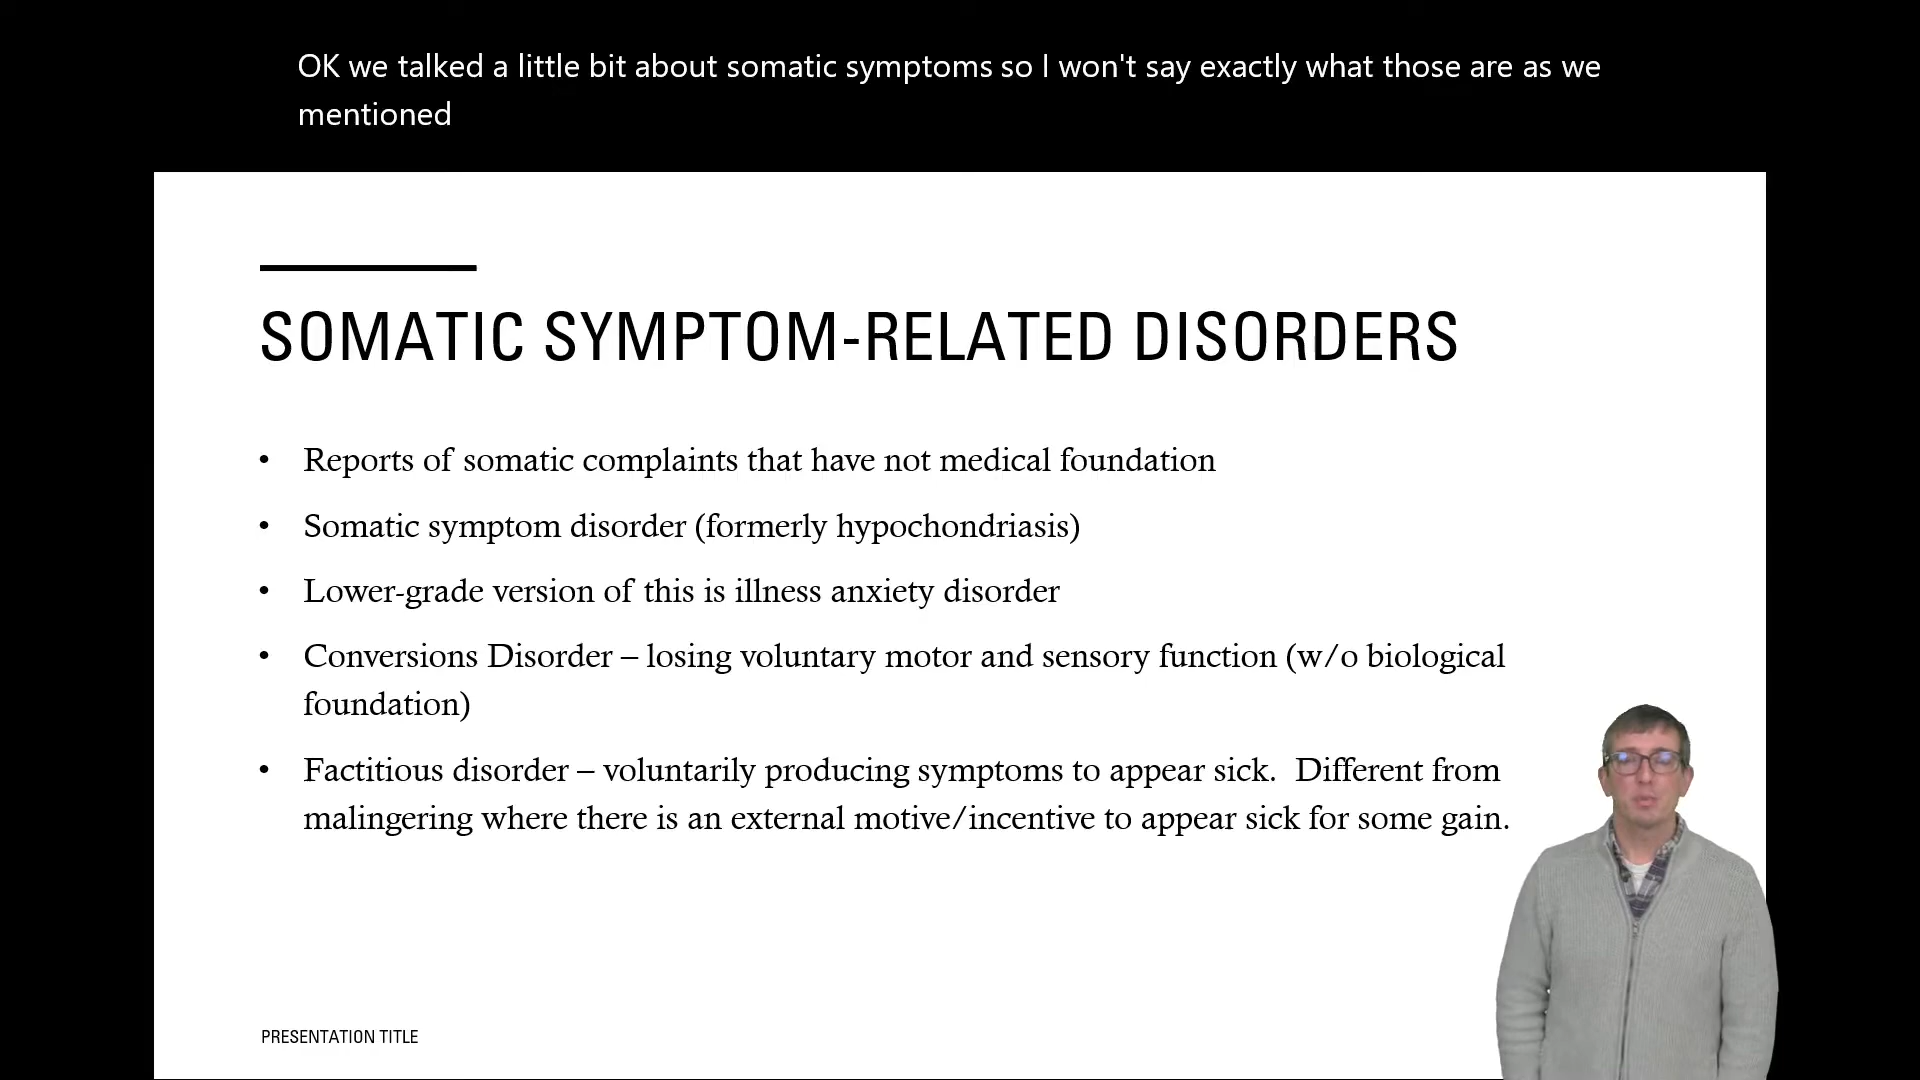 OK we talked a little bit about somatic symptoms so I won't say exactly what those are as we
mentioned
SOMATIC SYMPTOM-RELATED DISORDERS
• Reports of somatic complaints that have not medical foundation
• Somatic symptom disorder (formerly hypochondriasis)
• Lower-grade version of this is illness anxiety disorder
• Conversions Disorder – losing voluntary motor and sensory function (w/o biological
foundation)
• Factitious disorder – voluntarily producing symptoms to appear sick.  Different from
malingering where there is an external motive/incentive to appear sick for some gain.
PRESENTATION TITLE